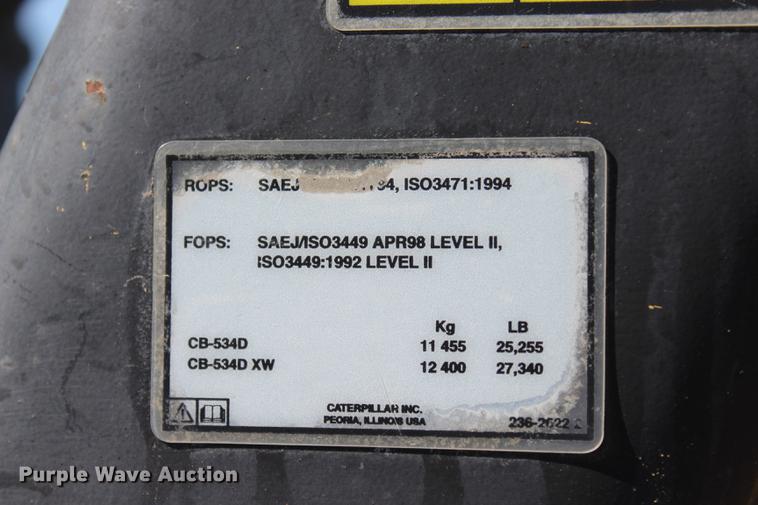 ROPS: SAEJ 94, ISO3471:1994
FOPS: SAEJ/ISO3449 APR98 LEVEL II,
ISO3449:1992 LEVEL II
Kg LB
CB-534D 11 455 25,255
CB-534D XW 12 400 27,340
CATERPILLAR INC.
PEORIA, ILLINOIS USA
236-2622
Purple Wave Auction